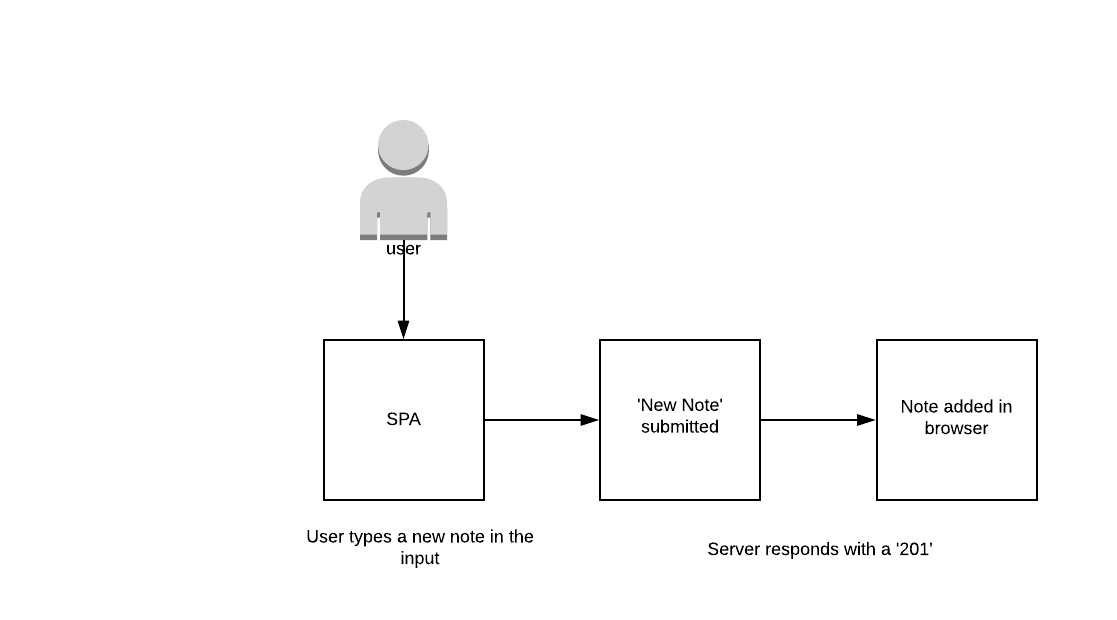 user
SPA
'New Note'
submitted
Note added in
browser
User types a new note in the
input
Server responds with a '201'